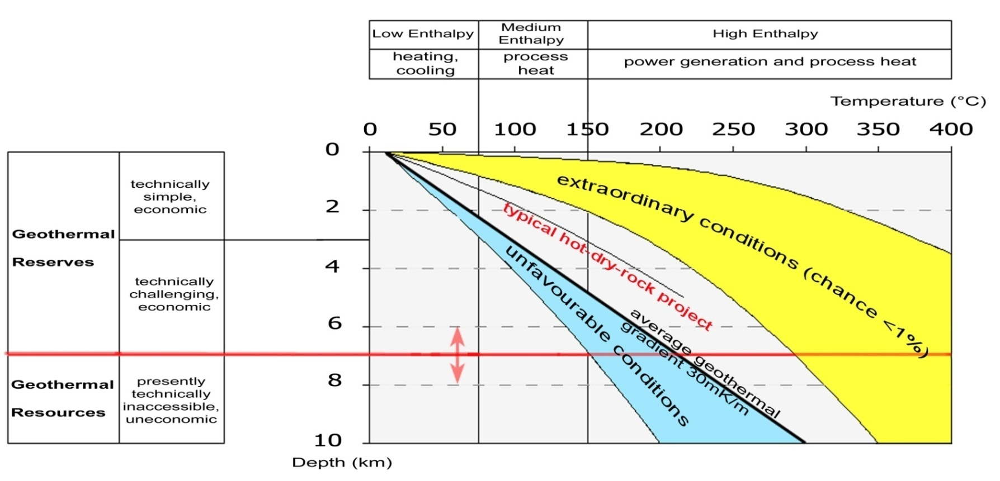 Low Enthalpy
Medium
Enthalpy
High Enthalpy
heating,
cooling
process
heat
power generation and process heat
Temperature (°C)
0 50 100 150 200 250 300 350 400
0
2
4
6
8
10
Depth (km)
Geothermal
Reserves
technically
simple,
economic
technically
challenging,
economic
Geothermal
Resources
presently
technically
inaccessible,
uneconomic
extraordinary conditions (chance <1%)
typical hot-dry-rock project
average geothermal
gradient 30mK/m
unfavourable conditions